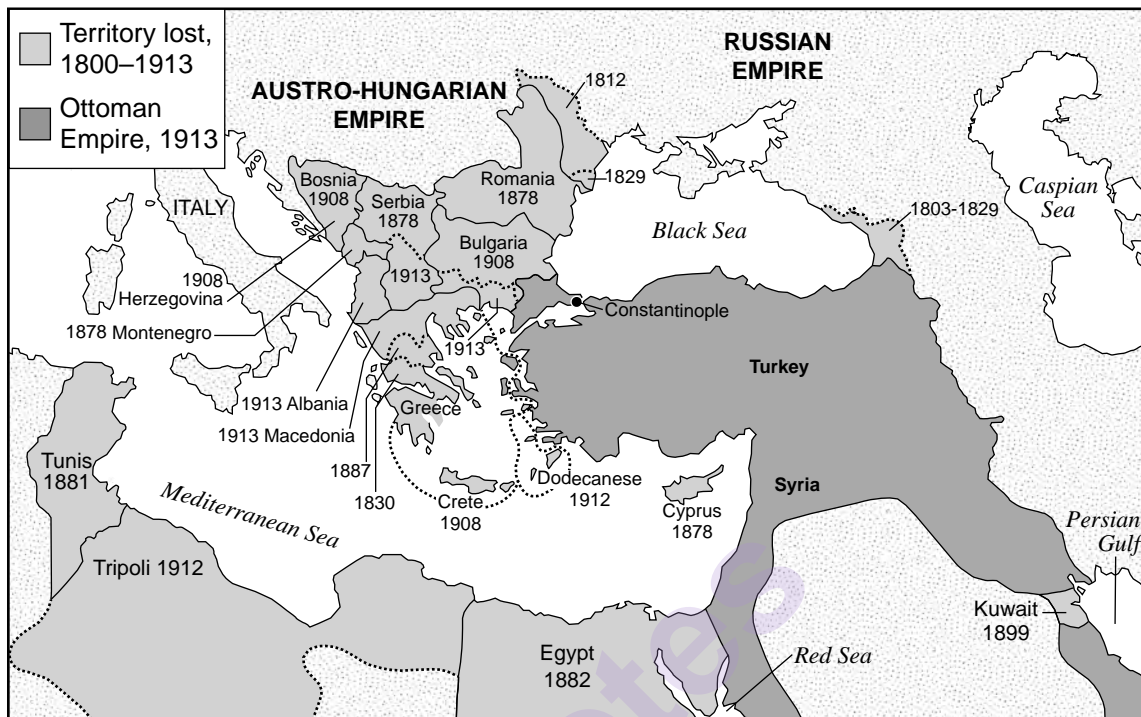 Territory lost,
1800–1913
Ottoman
Empire, 1913
RUSSIAN
EMPIRE
AUSTRO-HUNGARIAN
EMPIRE
1812
1829
Bosnia
1908
Serbia
1878
Romania
1878
ITALY
Caspian
Sea
1803-1829
Black Sea
Bulgaria
1908
1913
1908
Herzegovina
1878 Montenegro
Constantinople
1913
Turkey
1913 Albania
Greece
1913 Macedonia
1887
1830
Tunis
1881
Mediterranean Sea
Crete
1908
Dodecanese
1912
Cyprus
1878
Syria
Persian
Gulf
Tripoli 1912
Kuwait
1899
Egypt
1882
Red Sea
tes